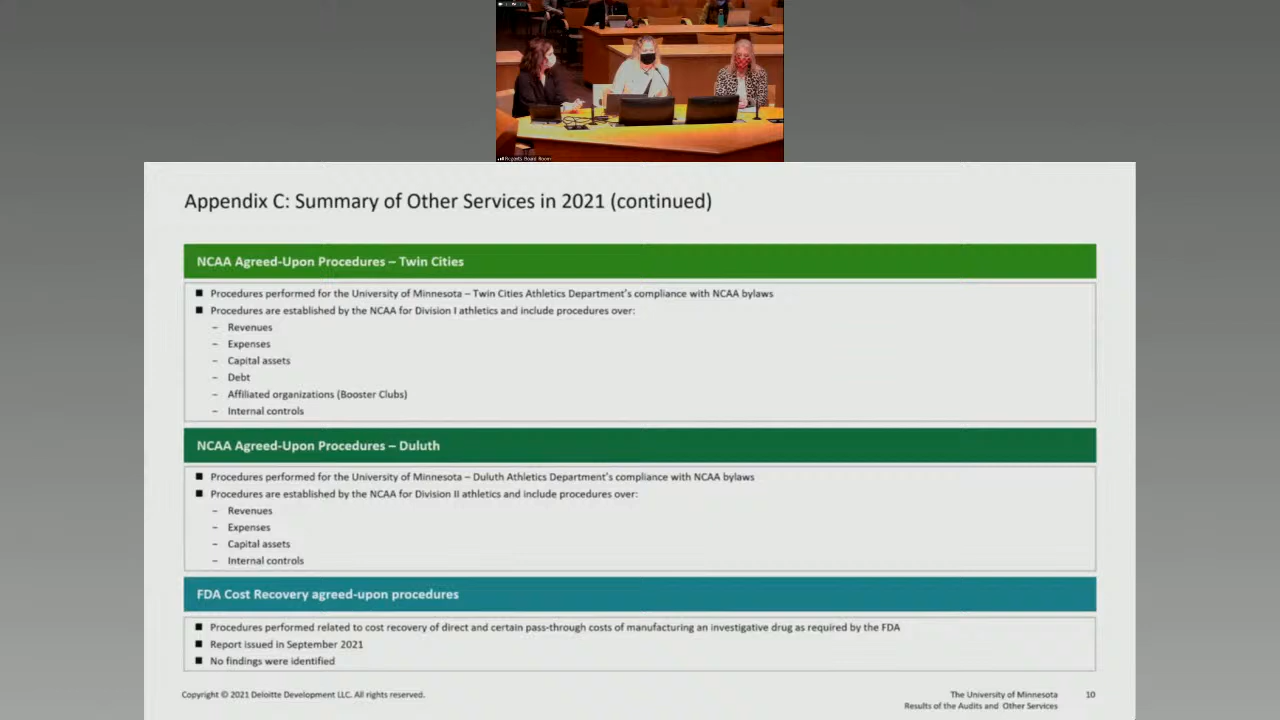 Regents Board Room
Appendix C: Summary of Other Services in 2021 (continued)
NCAA Agreed-Upon Procedures – Twin Cities
■ Procedures performed for the University of Minnesota – Twin Cities Athletics Department's compliance with NCAA bylaws
■ Procedures are established by the NCAA for Division I athletics and include procedures over:
– Revenues
– Expenses
– Capital assets
– Debt
– Affiliated organizations (Booster Clubs)
– Internal controls
NCAA Agreed-Upon Procedures – Duluth
■ Procedures performed for the University of Minnesota – Duluth Athletics Department's compliance with NCAA bylaws
■ Procedures are established by the NCAA for Division II athletics and include procedures over:
– Revenues
– Expenses
– Capital assets
– Internal controls
FDA Cost Recovery agreed-upon procedures
■ Procedures performed related to cost recovery of direct and certain pass-through costs of manufacturing an investigative drug as required by the FDA
■ Report issued in September 2021
■ No findings were identified
Copyright © 2021 Deloitte Development LLC. All rights reserved.
The University of Minnesota 10
Results of the Audits and Other Services